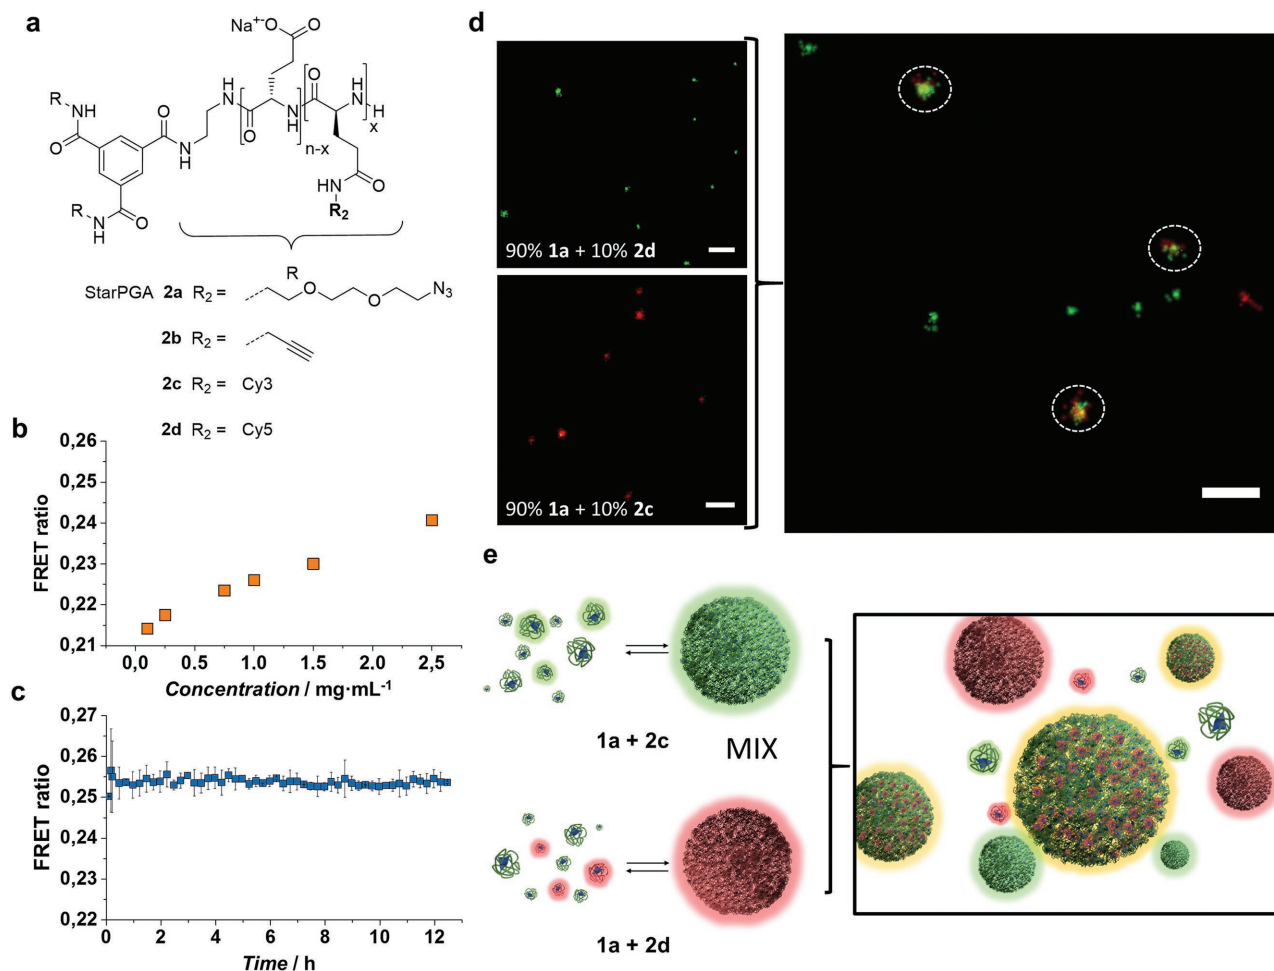 a
Na⁺⁻O
O
R
NH
O
O
N
H
H
N
O
O
N
H
O
H
N
H
x
n-x
R
N
H
O
HN
O
R₂
StarPGA 2a R₂ =
R
O
O
N₃
2b R₂ =
2c R₂ = Cy3
2d R₂ = Cy5
b
0,26
0,25
0,24
0,23
0,22
0,21
FRET ratio
0,0 0.5 1.0 1.5 2.0 2,5
Concentration / mg·mL⁻¹
c
0,27
0,26
0,25
0,24
0,23
0,22
FRET ratio
0 2 4 6 8 10 12
Time / h
d
90% 1a + 10% 2d
90% 1a + 10% 2c
e
1a + 2c
MIX
1a + 2d